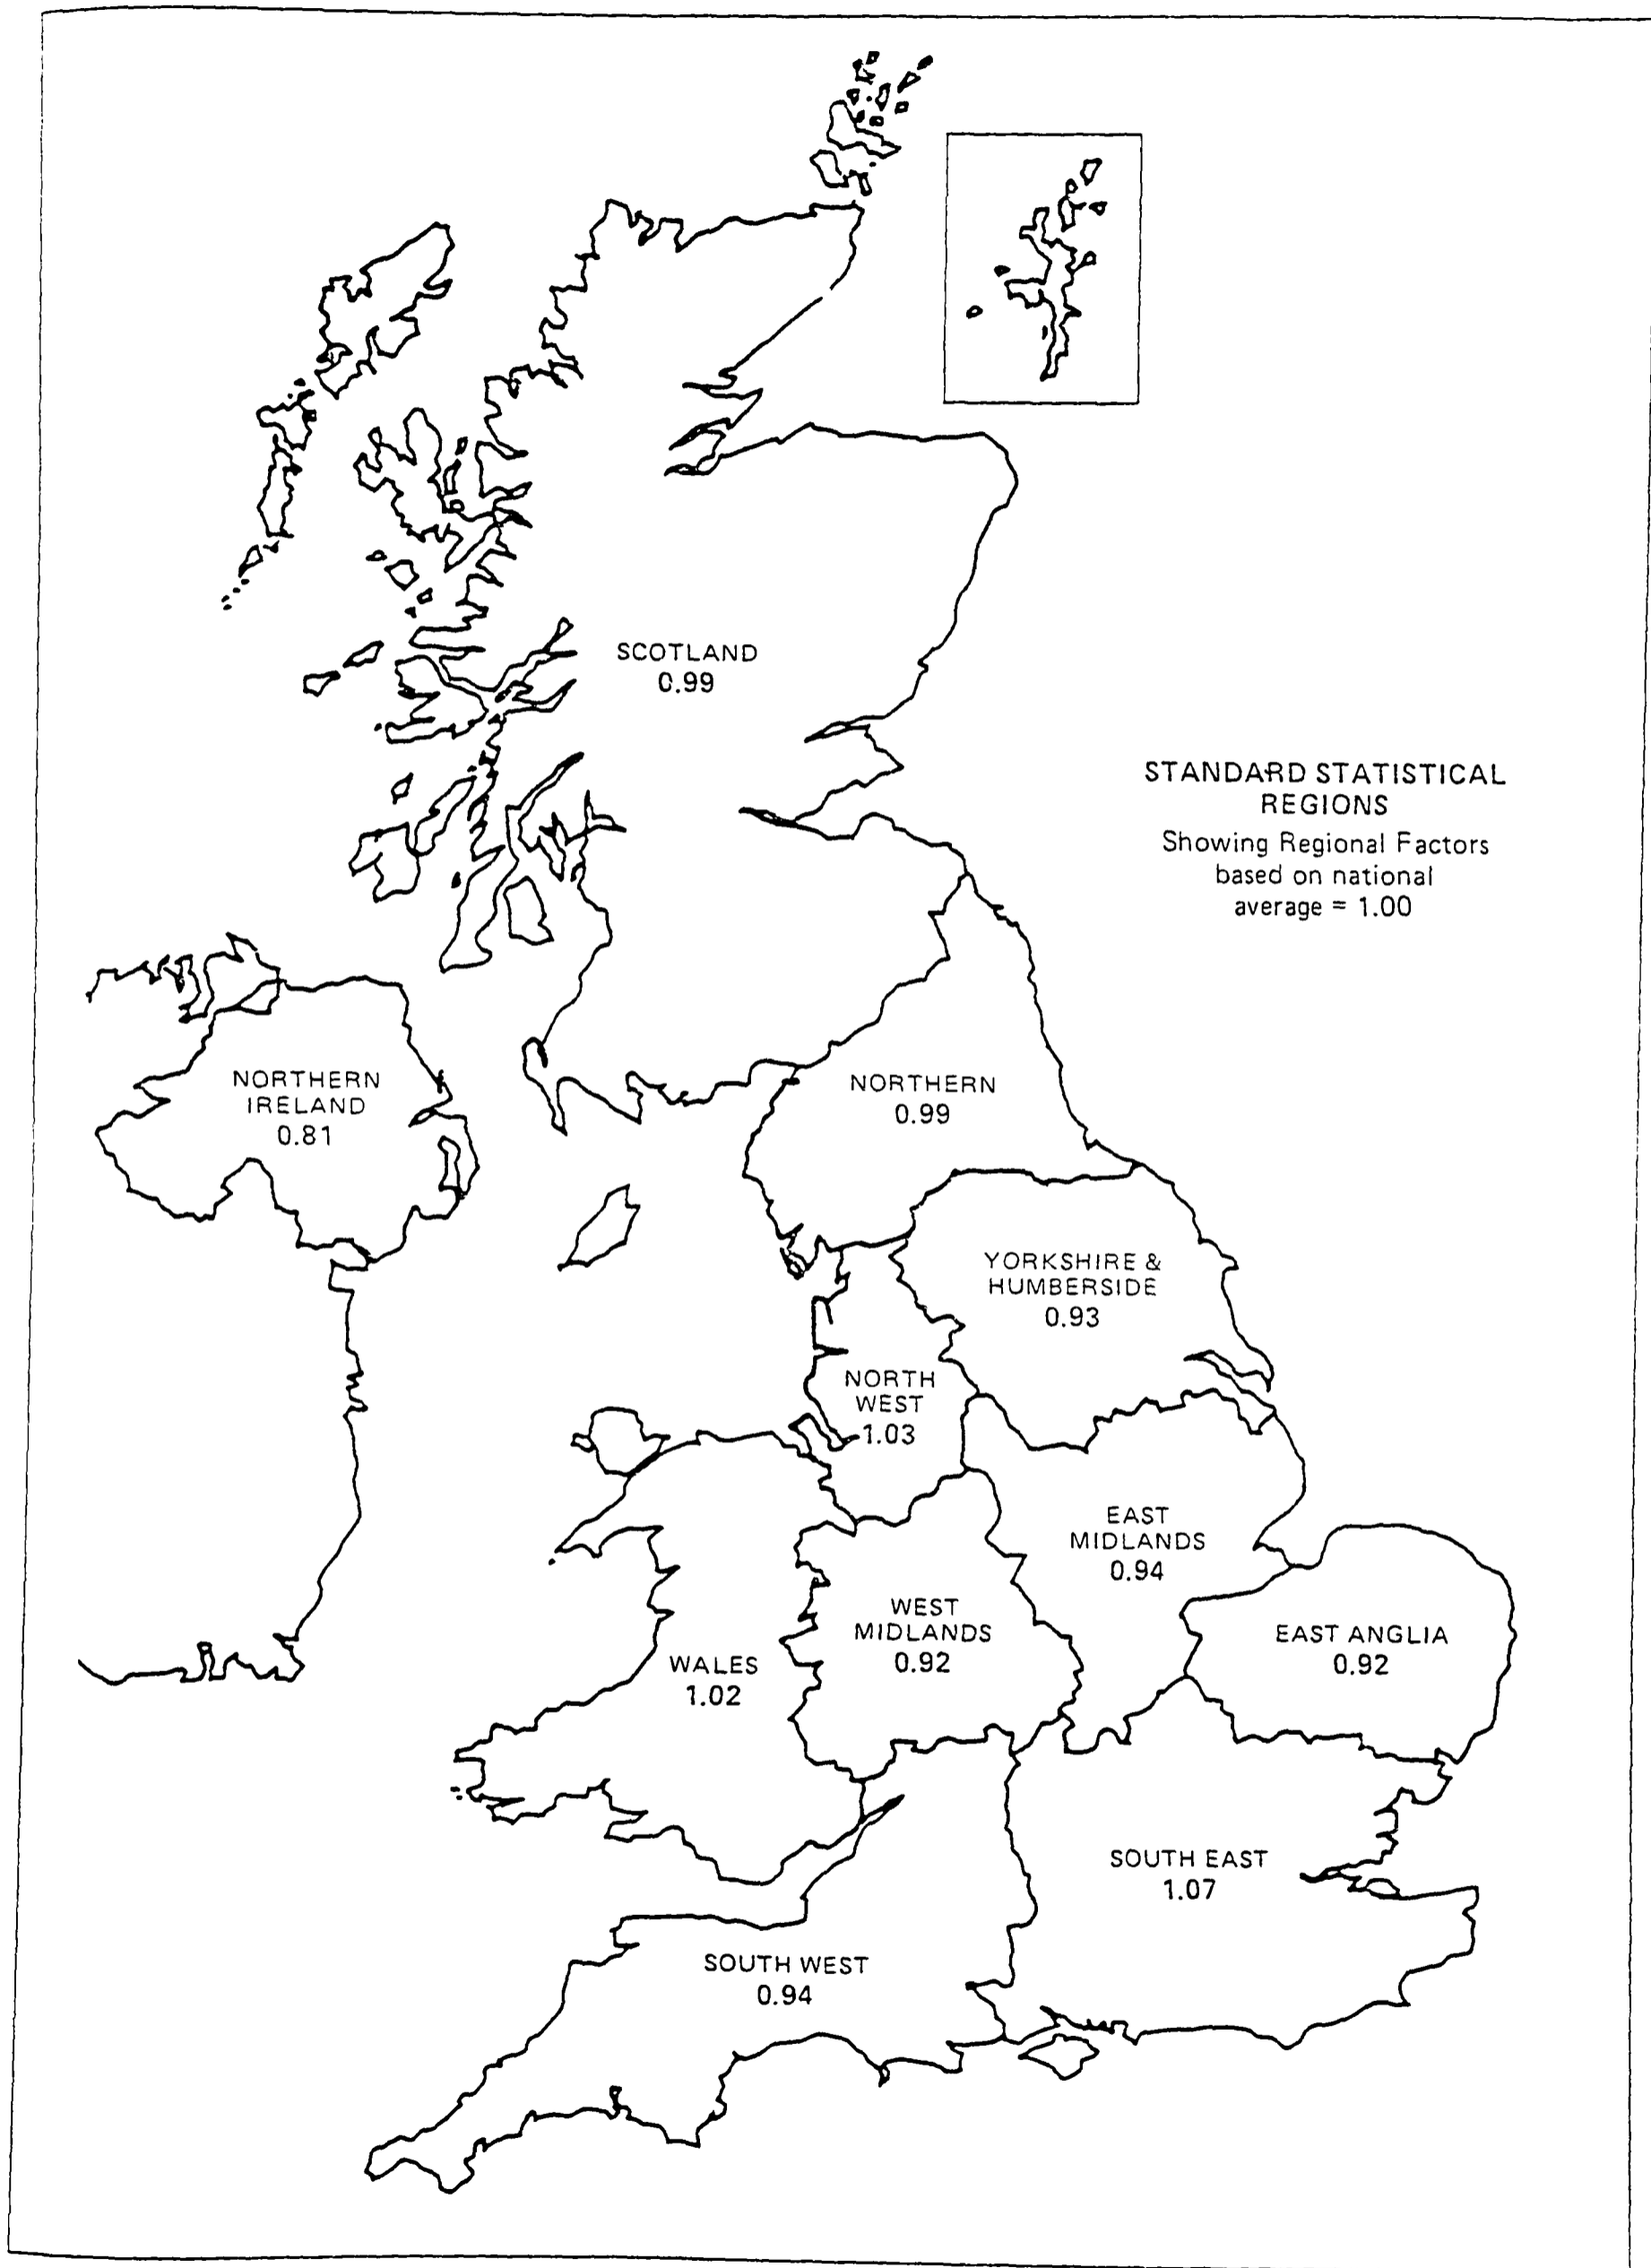 SCOTLAND
0.99
STANDARD STATISTICAL
REGIONS
Showing Regional Factors
based on national
average = 1.00
NORTHERN
IRELAND
0.81
NORTHERN
0.99
YORKSHIRE &
HUMBERSIDE
0.93
NORTH
WEST
1.03
EAST
MIDLANDS
0.94
WEST
MIDLANDS
0.92
EAST ANGLIA
0.92
WALES
1.02
SOUTH EAST
1.07
SOUTH WEST
0.94